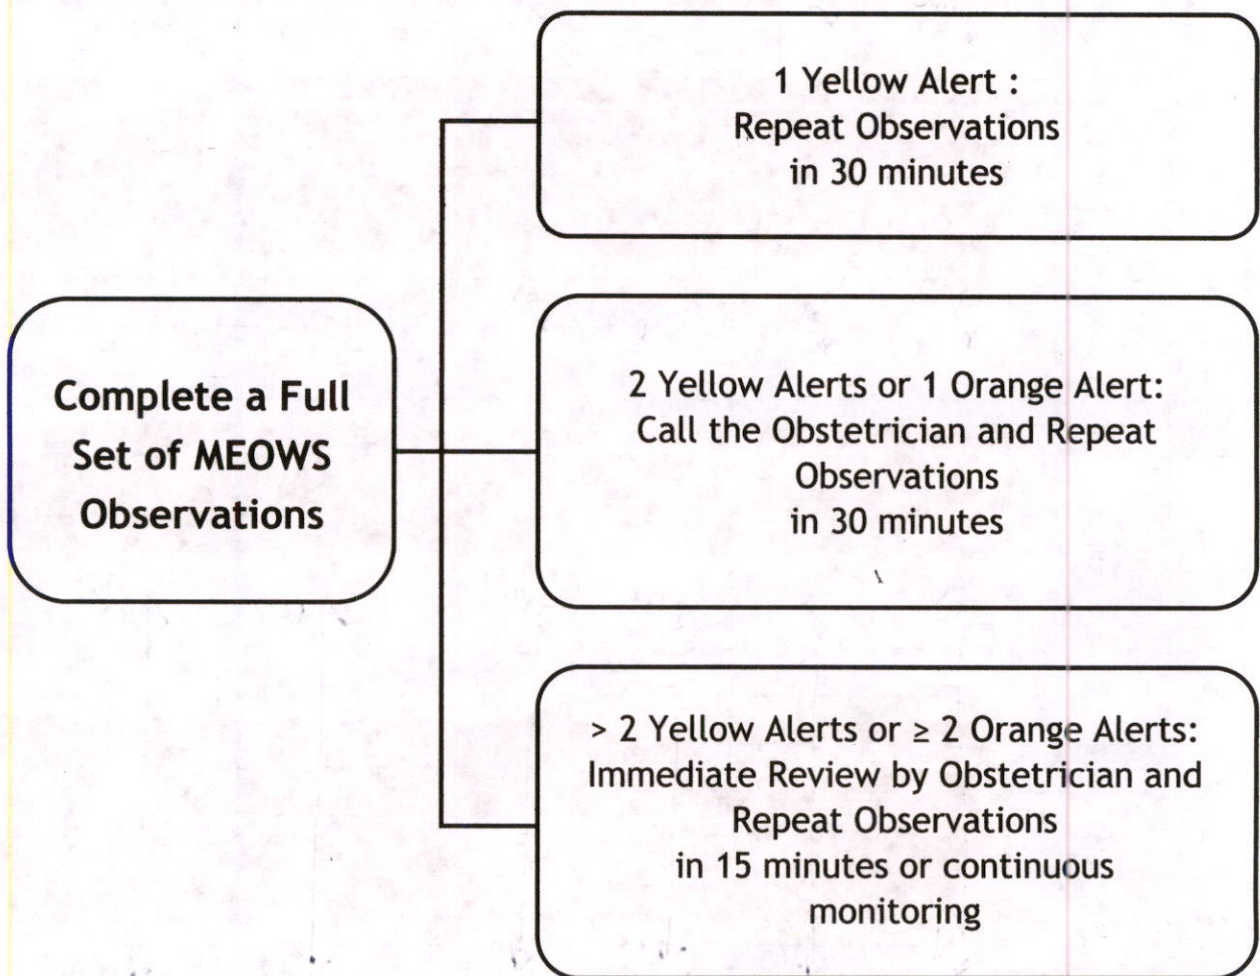 1 Yellow Alert :
Repeat Observations
in 30 minutes
Complete a Full
Set of MEOWS
Observations
2 Yellow Alerts or 1 Orange Alert:
Call the Obstetrician and Repeat
Observations
in 30 minutes
> 2 Yellow Alerts or ≥ 2 Orange Alerts:
Immediate Review by Obstetrician and
Repeat Observations
in 15 minutes or continuous
monitoring